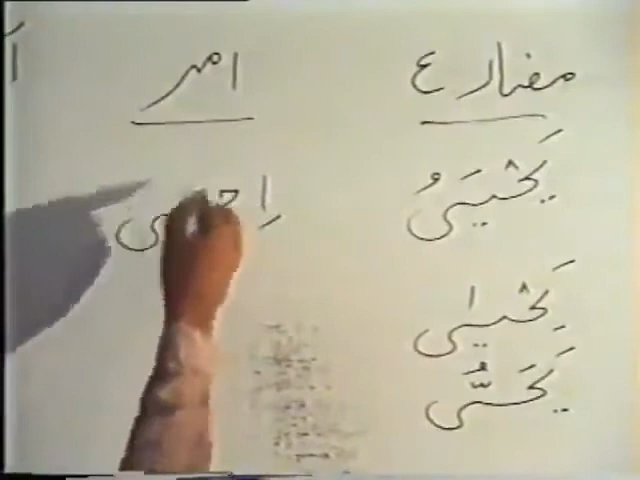 مضارع امر
يَحْيَىُ
يَحْيٰى
يَحَىُّ